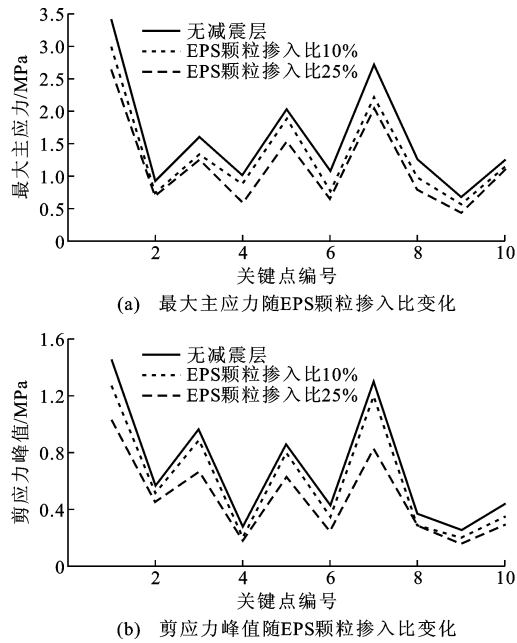 3.5
3.0
2.5
2.0
1.5
1.0
0.5
0
最大主应力/MPa
无减震层
EPS颗粒掺入比10%
EPS颗粒掺入比25%
2 4 6 8 10
关键点编号
(a) 最大主应力随EPS颗粒掺入比变化
1.6
1.2
0.8
0.4
0
剪应力峰值/MPa
无减震层
EPS颗粒掺入比10%
EPS颗粒掺入比25%
2 4 6 8 10
关键点编号
(b) 剪应力峰值随EPS颗粒掺入比变化